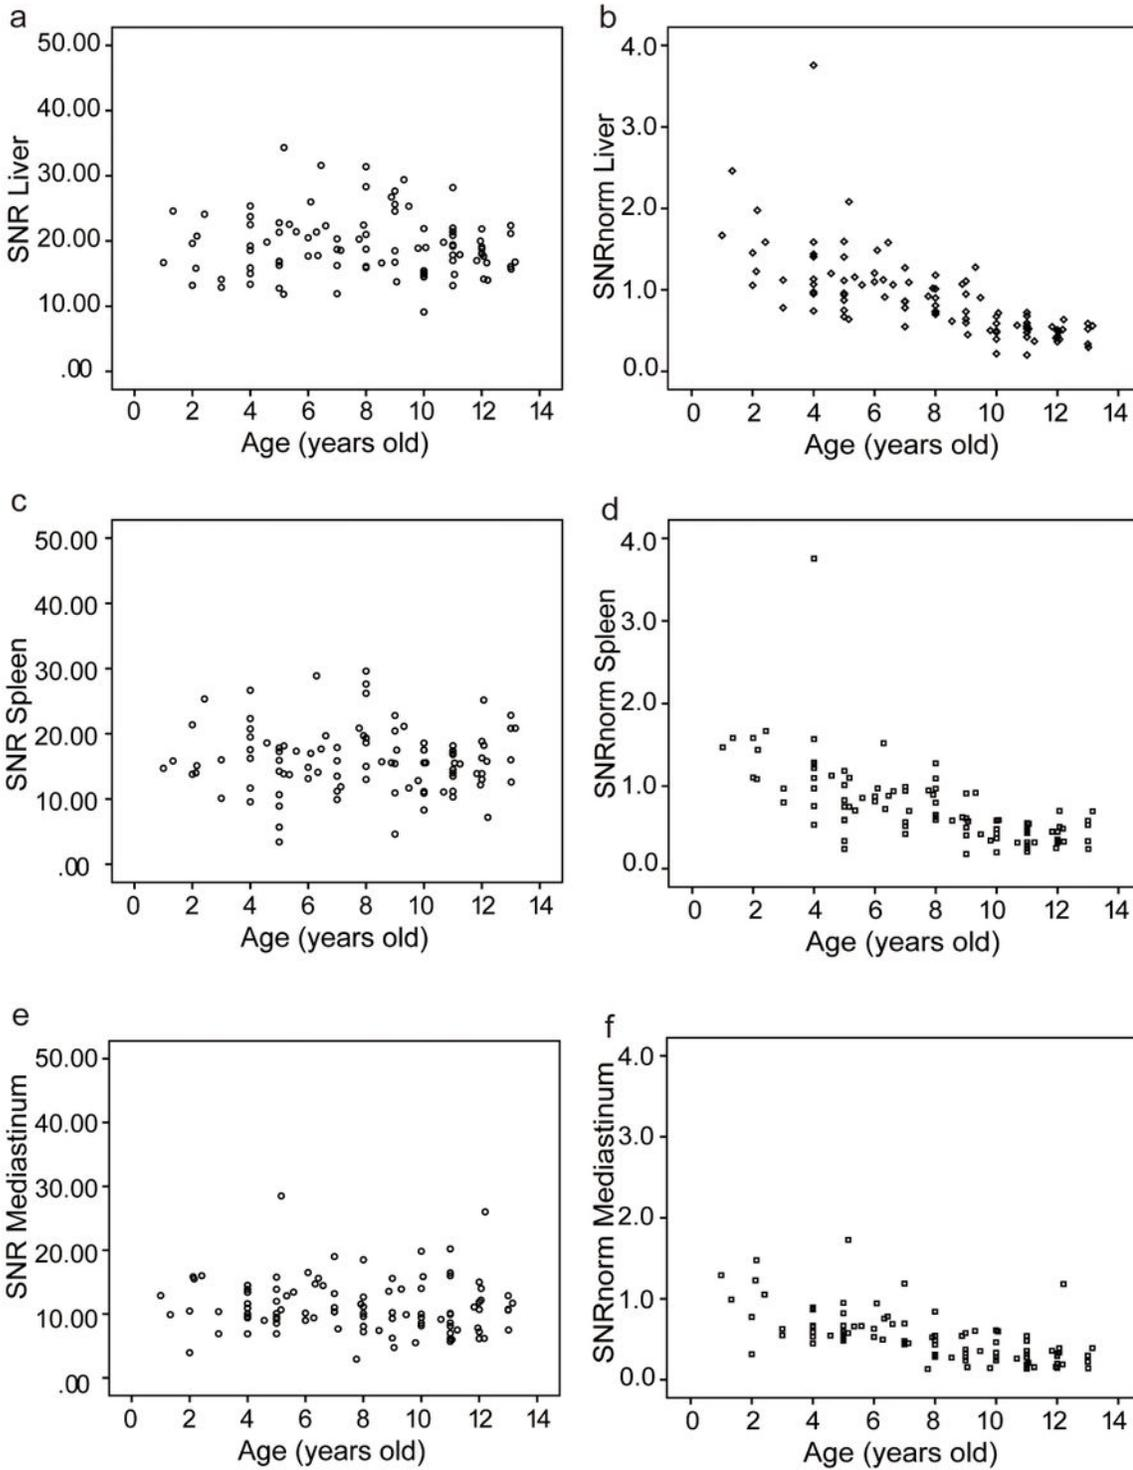 a
SNR Liver
50.00
40.00
30.00
20.00
10.00
.00
0 2 4 6 8 10 12 14
Age (years old)
b
SNRnorm Liver
4.0
3.0
2.0
1.0
0.0
0 2 4 6 8 10 12 14
Age (years old)
c
SNR Spleen
50.00
40.00
30.00
20.00
10.00
.00
0 2 4 6 8 10 12 14
Age (years old)
d
SNRnorm Spleen
4.0
3.0
2.0
1.0
0.0
0 2 4 6 8 10 12 14
Age (years old)
e
SNR Mediastinum
50.00
40.00
30.00
20.00
10.00
.00
0 2 4 6 8 10 12 14
Age (years old)
f
SNRnorm Mediastinum
4.0
3.0
2.0
1.0
0.0
0 2 4 6 8 10 12 14
Age (years old)